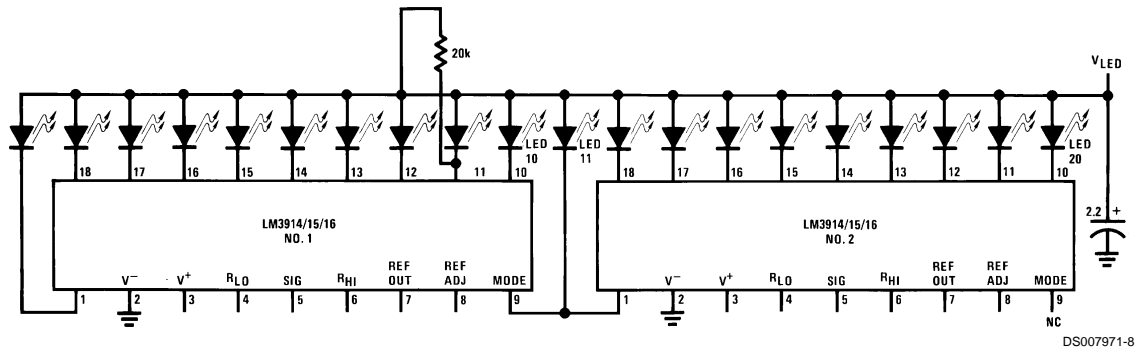 20k
V LED
LED 10
LED 11
LED 20
18 17 16 15 14 13 12 11 10
18 17 16 15 14 13 12 11 10
2.2 +
LM3914/15/16
NO. 1
LM3914/15/16
NO. 2
V− V+ RLO SIG RHI REF OUT REF ADJ MODE
V− V+ RLO SIG RHI REF OUT REF ADJ MODE
1 2 3 4 5 6 7 8 9
1 2 3 4 5 6 7 8 9
NC
DS007971-8